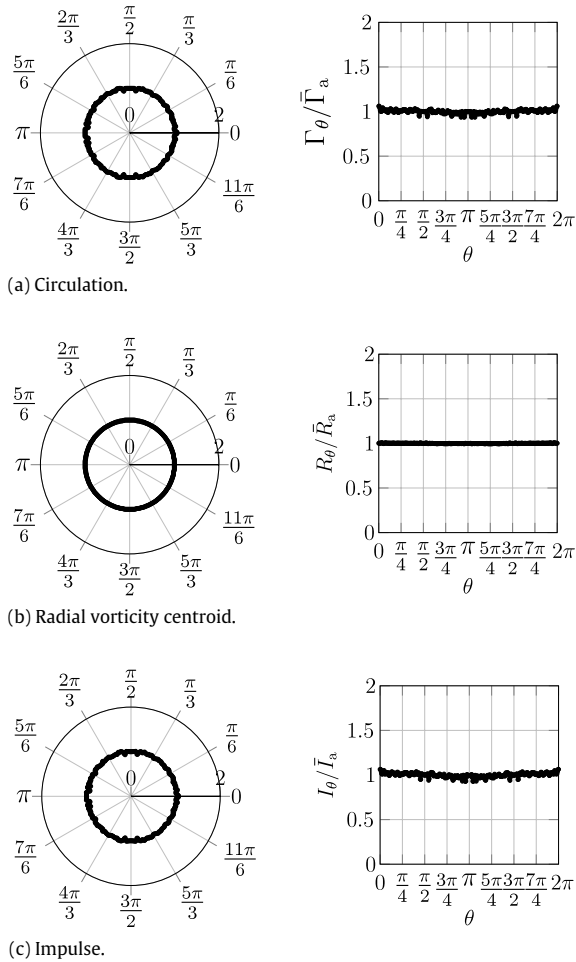 π/2
2π/3 π/3
5π/6 π/6
π 0 2 0
7π/6 11π/6
4π/3 5π/3
3π/2
2
1.5
1
0.5
0
Γθ/Γ̄a
0 π/4 π/2 3π/4 π 5π/4 3π/2 7π/4 2π
θ
(a) Circulation.
π/2
2π/3 π/3
5π/6 π/6
π 0 2 0
7π/6 11π/6
4π/3 5π/3
3π/2
2
1.5
1
0.5
0
Rθ/R̄a
0 π/4 π/2 3π/4 π 5π/4 3π/2 7π/4 2π
θ
(b) Radial vorticity centroid.
π/2
2π/3 π/3
5π/6 π/6
π 0 2 0
7π/6 11π/6
4π/3 5π/3
3π/2
2
1.5
1
0.5
0
Iθ/Īa
0 π/4 π/2 3π/4 π 5π/4 3π/2 7π/4 2π
θ
(c) Impulse.